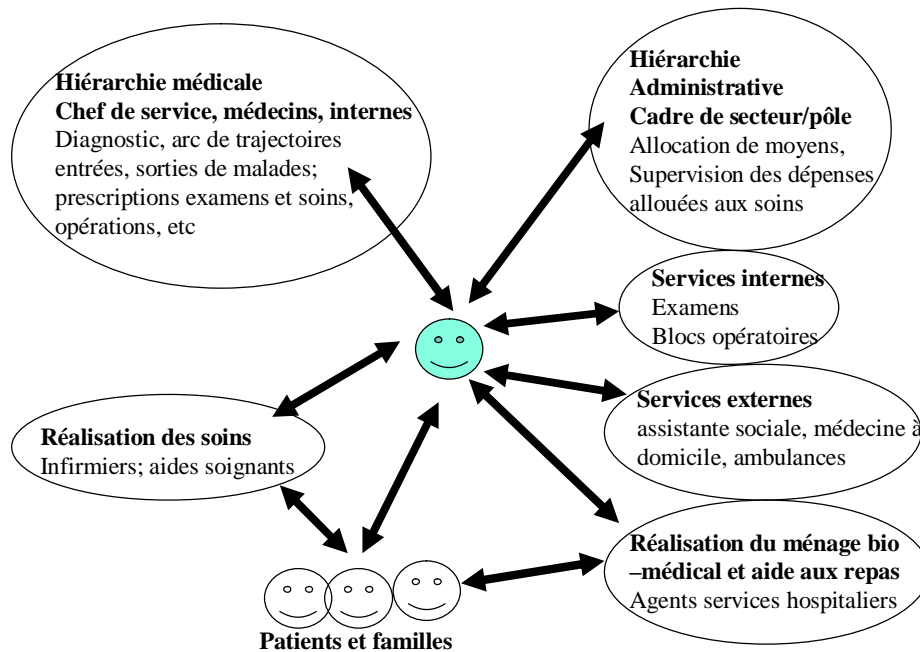 Hiérarchie médicale
Chef de service, médecins, internes
Diagnostic, arc de trajectoires
entrées, sorties de malades;
prescriptions examens et soins,
opérations, etc
Hiérarchie
Administrative
Cadre de secteur/pôle
Allocation de moyens,
Supervision des dépenses
allouées aux soins
Services internes
Examens
Blocs opératoires
Services externes
assistante sociale, médecine à
domicile, ambulances
Réalisation des soins
Infirmiers; aides soignants
Réalisation du ménage bio
–médical et aide aux repas
Agents services hospitaliers
Patients et familles